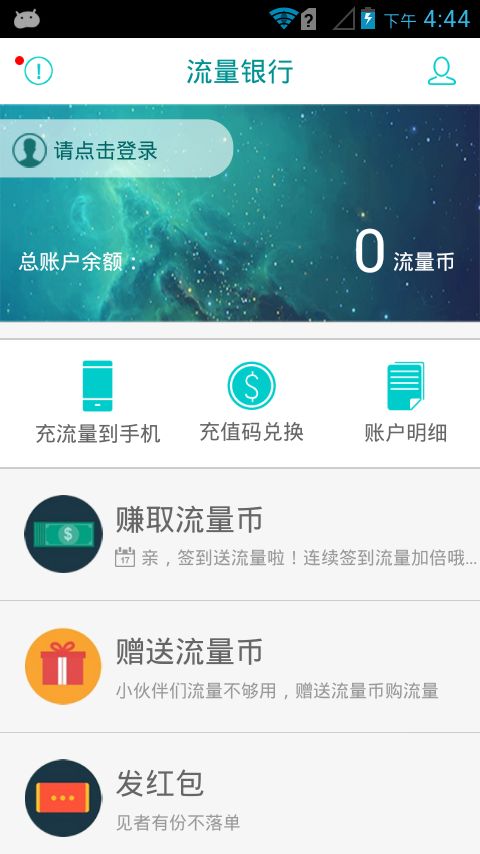 下午 4:44
流量银行
请点击登录
总账户余额： 0 流量币
充流量到手机 充值码兑换 账户明细
赚取流量币
17 亲，签到送流量啦！连续签到流量加倍哦...
赠送流量币
小伙伴们流量不够用，赠送流量币购流量
发红包
见者有份不落单